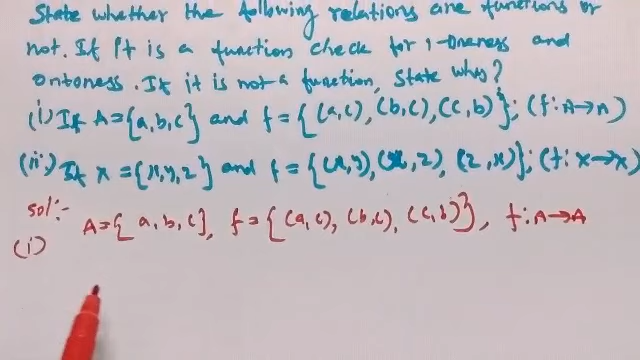 State whether the following relations are functions or
not. If it is a function check for 1-oneness and
ontoness. If it is not a function, state why?
(i) If A={a,b,c} and f={(a,c),(b,c),(c,b)}; (f:A→A)
(ii) If x={x,y,z} and f={(x,y),(x,z),(z,x)}; (f:x→x)
Sol:- A={a,b,c}, f={(a,c),(b,c),(c,b)}, f:A→A
(i)